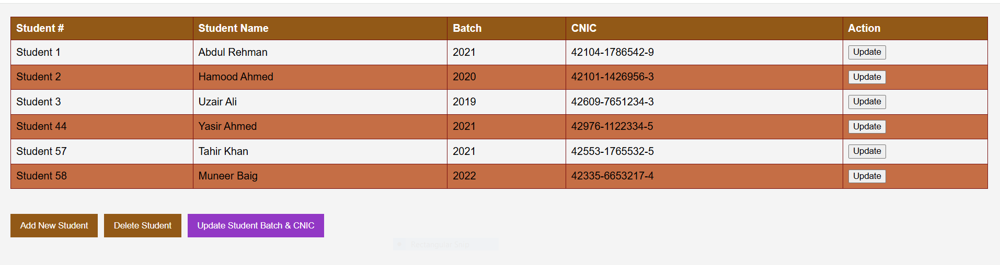 Student # Student Name Batch CNIC Action
Student 1 Abdul Rehman 2021 42104-1786542-9 Update
Student 2 Hamood Ahmed 2020 42101-1426956-3 Update
Student 3 Uzair Ali 2019 42609-7651234-3 Update
Student 44 Yasir Ahmed 2021 42976-1122334-5 Update
Student 57 Tahir Khan 2021 42553-1765532-5 Update
Student 58 Muneer Baig 2022 42335-6653217-4 Update
Add New Student Delete Student Update Student Batch & CNIC
Rectangular Snip